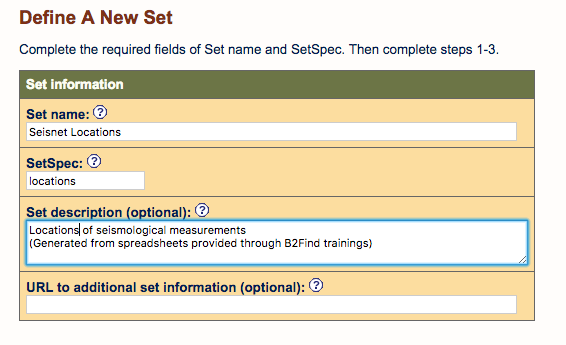 Define A New Set
Complete the required fields of Set name and SetSpec. Then complete steps 1-3.
Set information
Set name: ?
Seisnet Locations
SetSpec: ?
locations
Set description (optional): ?
Locations of seismological measurements
(Generated from spreadsheets provided through B2Find trainings)
URL to additional set information (optional): ?